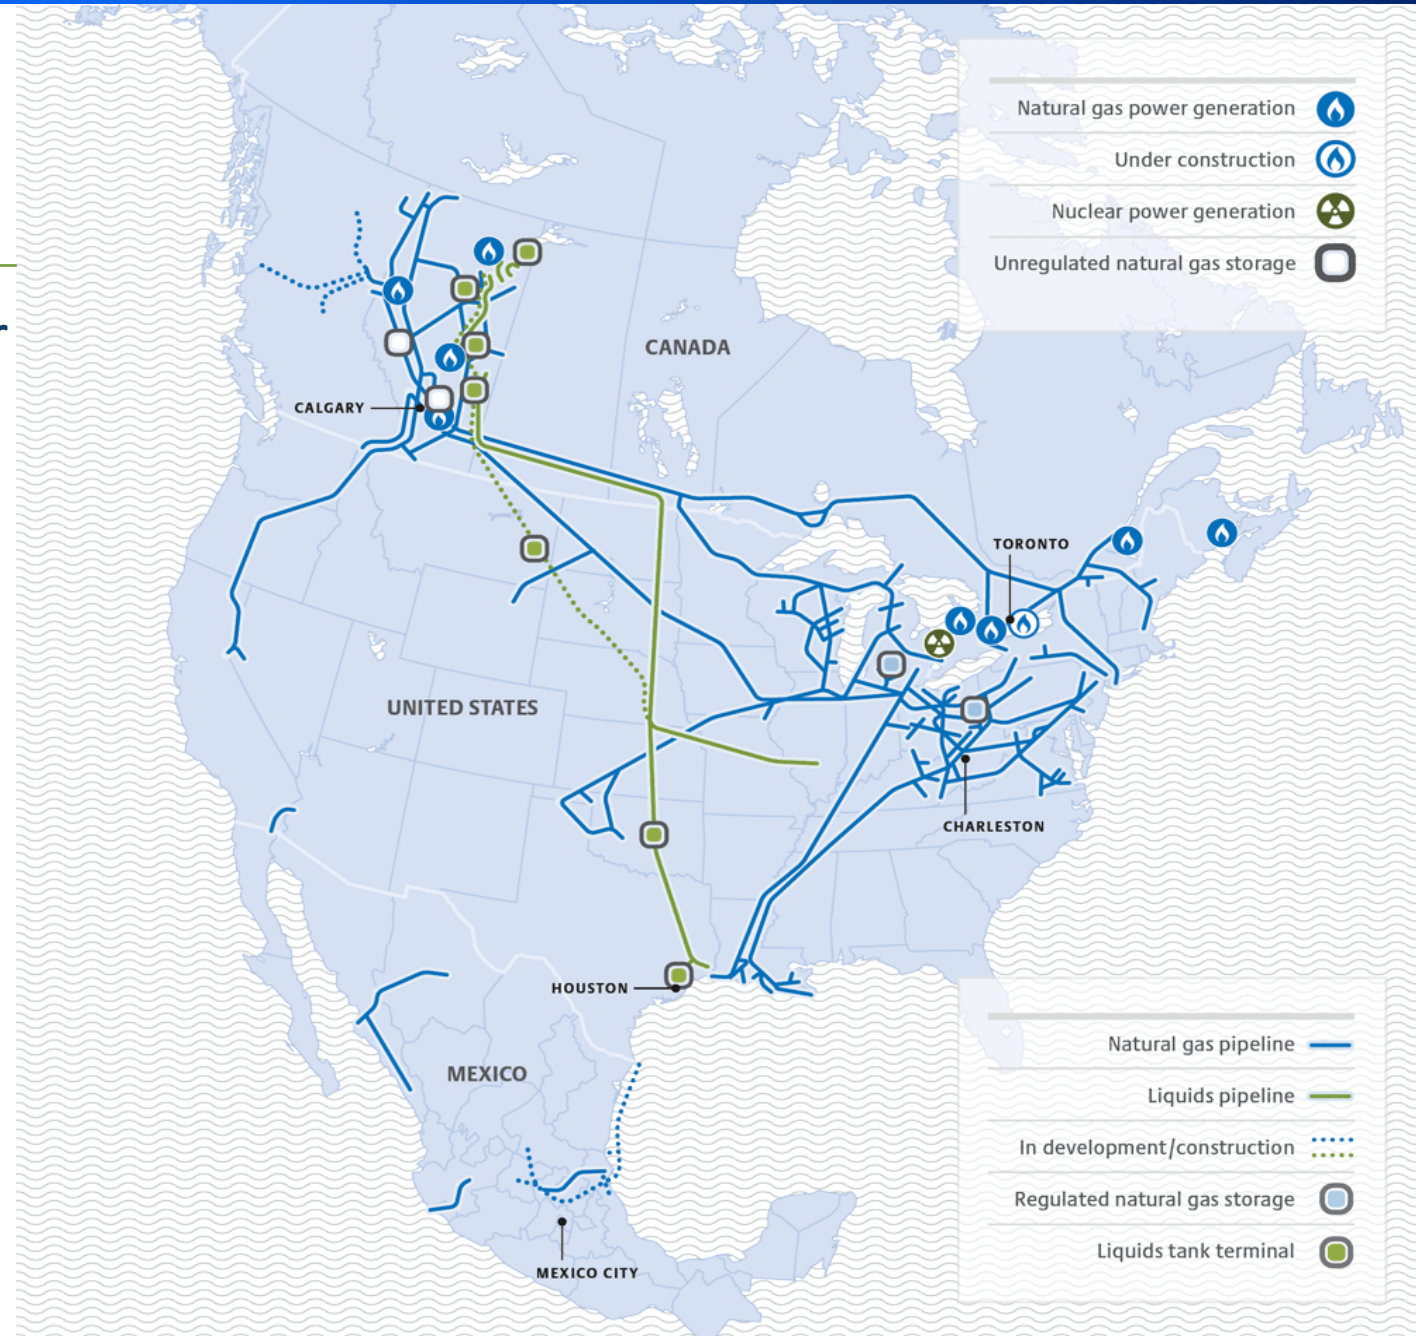 Natural gas power generation
Under construction
Nuclear power generation
Unregulated natural gas storage
r
CANADA
CALGARY
TORONTO
UNITED STATES
CHARLESTON
HOUSTON
MEXICO
MEXICO CITY
Natural gas pipeline
Liquids pipeline
In development/construction
Regulated natural gas storage
Liquids tank terminal